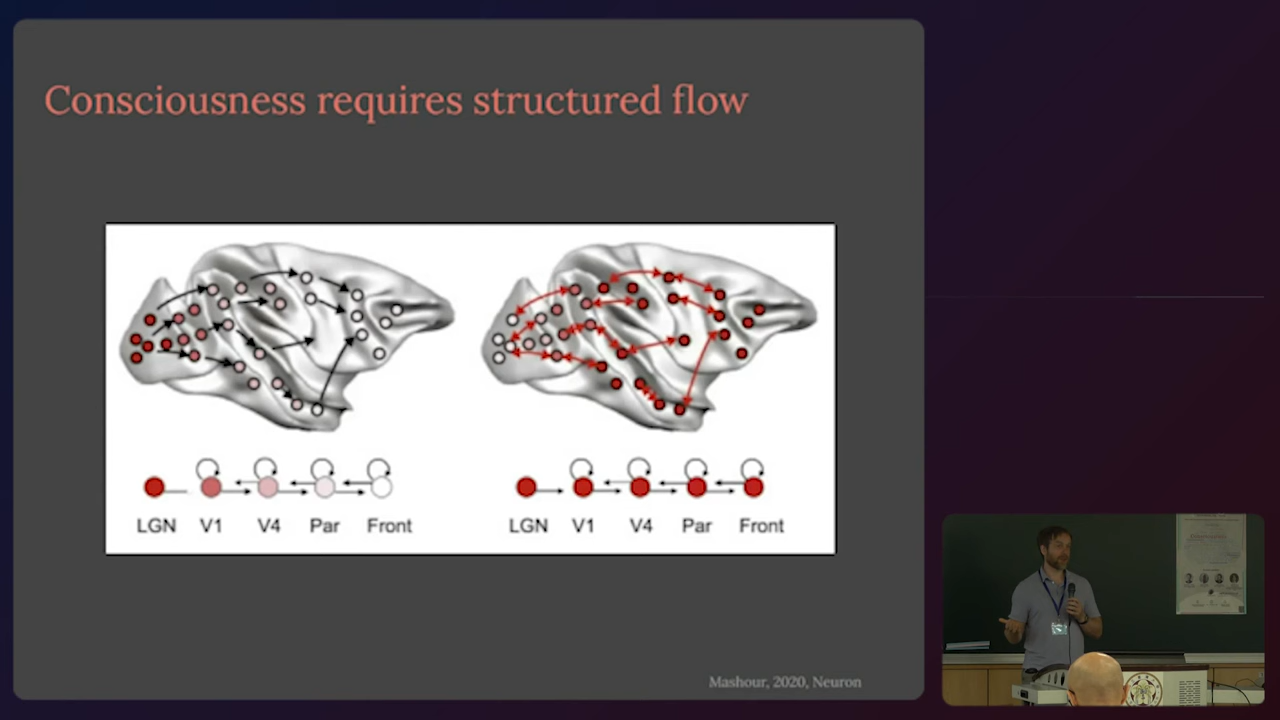 Consciousness requires structured flow
LGN V1 V4 Par Front
LGN V1 V4 Par Front
Mashour, 2020, Neuron